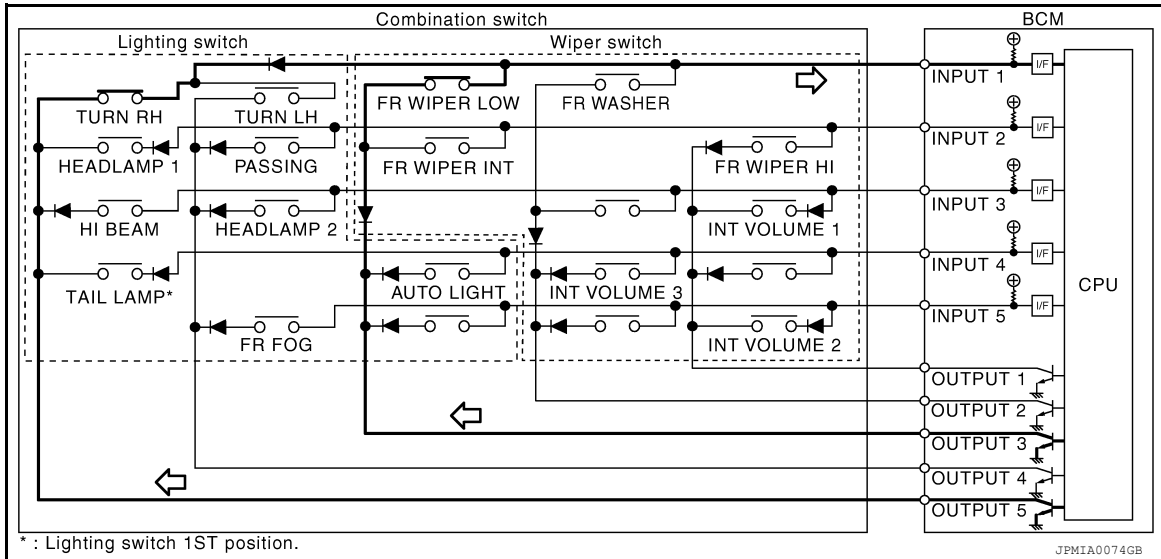 Combination switch
BCM
Lighting switch
Wiper switch
INPUT 1
I/F
TURN RH
TURN LH
FR WIPER LOW
FR WASHER
INPUT 2
I/F
HEADLAMP 1
PASSING
FR WIPER INT
FR WIPER HI
INPUT 3
I/F
HI BEAM
HEADLAMP 2
INT VOLUME 1
INPUT 4
I/F
CPU
TAIL LAMP*
AUTO LIGHT
INT VOLUME 3
INPUT 5
I/F
FR FOG
INT VOLUME 2
OUTPUT 1
OUTPUT 2
OUTPUT 3
OUTPUT 4
OUTPUT 5
* : Lighting switch 1ST position.
JPMIA0074GB